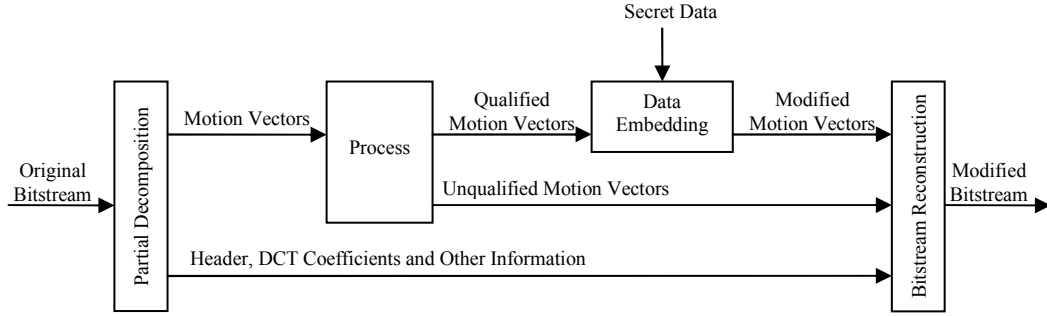 Secret Data
Original
Bitstream
Partial Decomposition
Motion Vectors
Process
Qualified
Motion Vectors
Data
Embedding
Modified
Motion Vectors
Unqualified Motion Vectors
Header, DCT Coefficients and Other Information
Bitstream Reconstruction
Modified
Bitstream